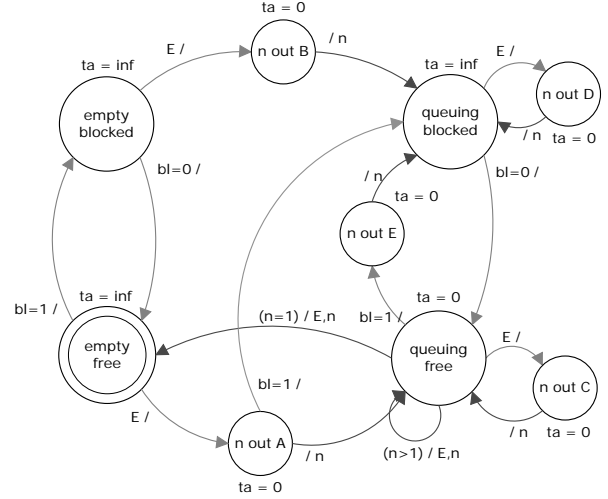 ta = 0
E /
n out B
/ n
ta = inf
ta = inf
E /
empty
blocked
queuing
blocked
n out D
/ n
ta = 0
bl=0 /
bl=0 /
/ n
ta = 0
n out E
ta = inf
ta = 0
bl=1 /
(n=1) / E,n
bl=1 /
empty
free
queuing
free
E /
n out C
bl=1 /
E /
n out A
/ n
(n>1) / E,n
/ n
ta = 0
ta = 0